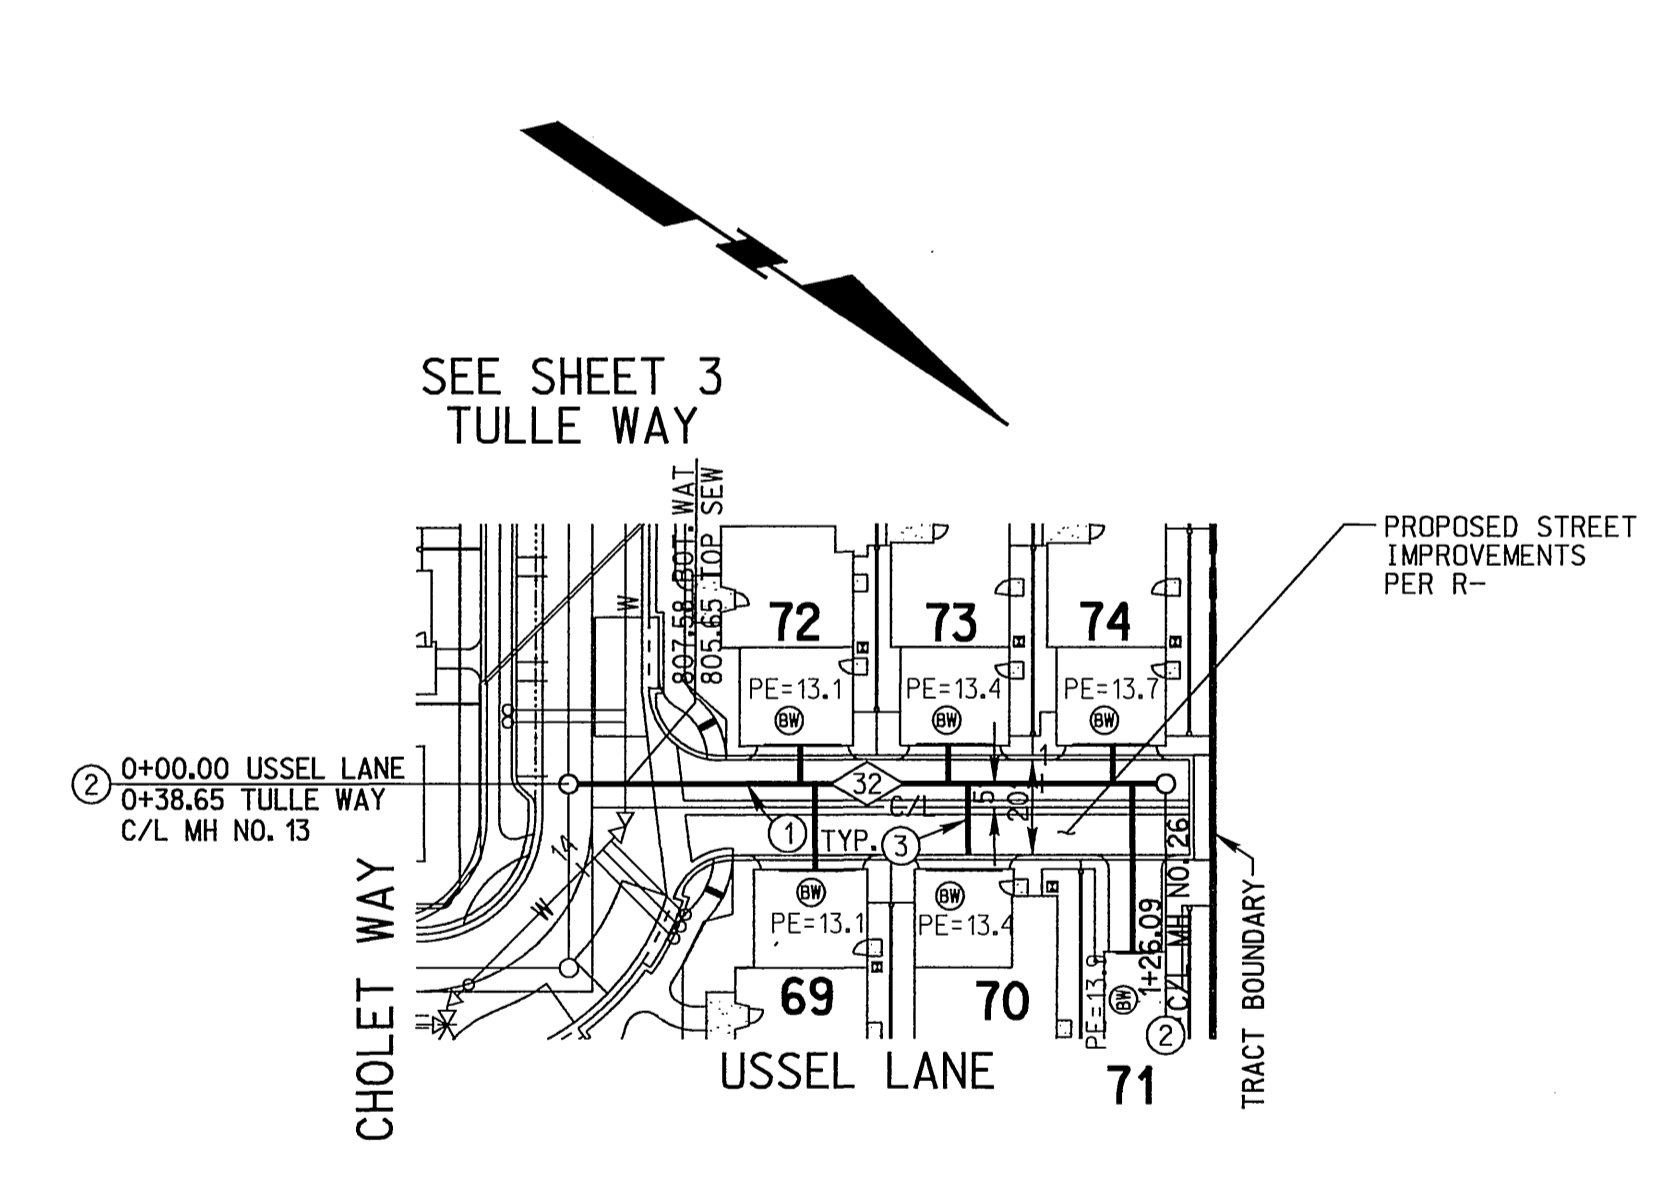 SEE SHEET 3
TULLE WAY
807.58 BOT. WAT
805.65 TOP SEW
PROPOSED STREET
IMPROVEMENTS
PER R-
W
72
73
74
PE=13.1
PE=13.4
PE=13.7
BW
BW
BW
2
0+00.00 USSEL LANE
0+38.65 TULLE WAY
C/L MH NO. 13
32
C/L
5'
20'
1
TYP.
3
14
W
BW
BW
BW
PE=13.1
PE=13.4
PE=13.
1+26.09
C/L MH NO. 26
2
69
70
71
USSEL LANE
CHOLET WAY
TRACT BOUNDARY